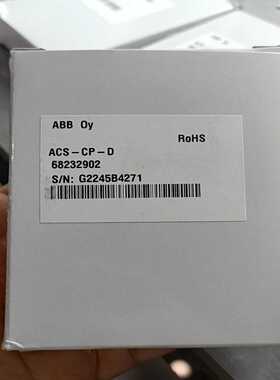 ABB Oy
RoHS
ACS-CP-D
68232902
S/N: G2245B4271